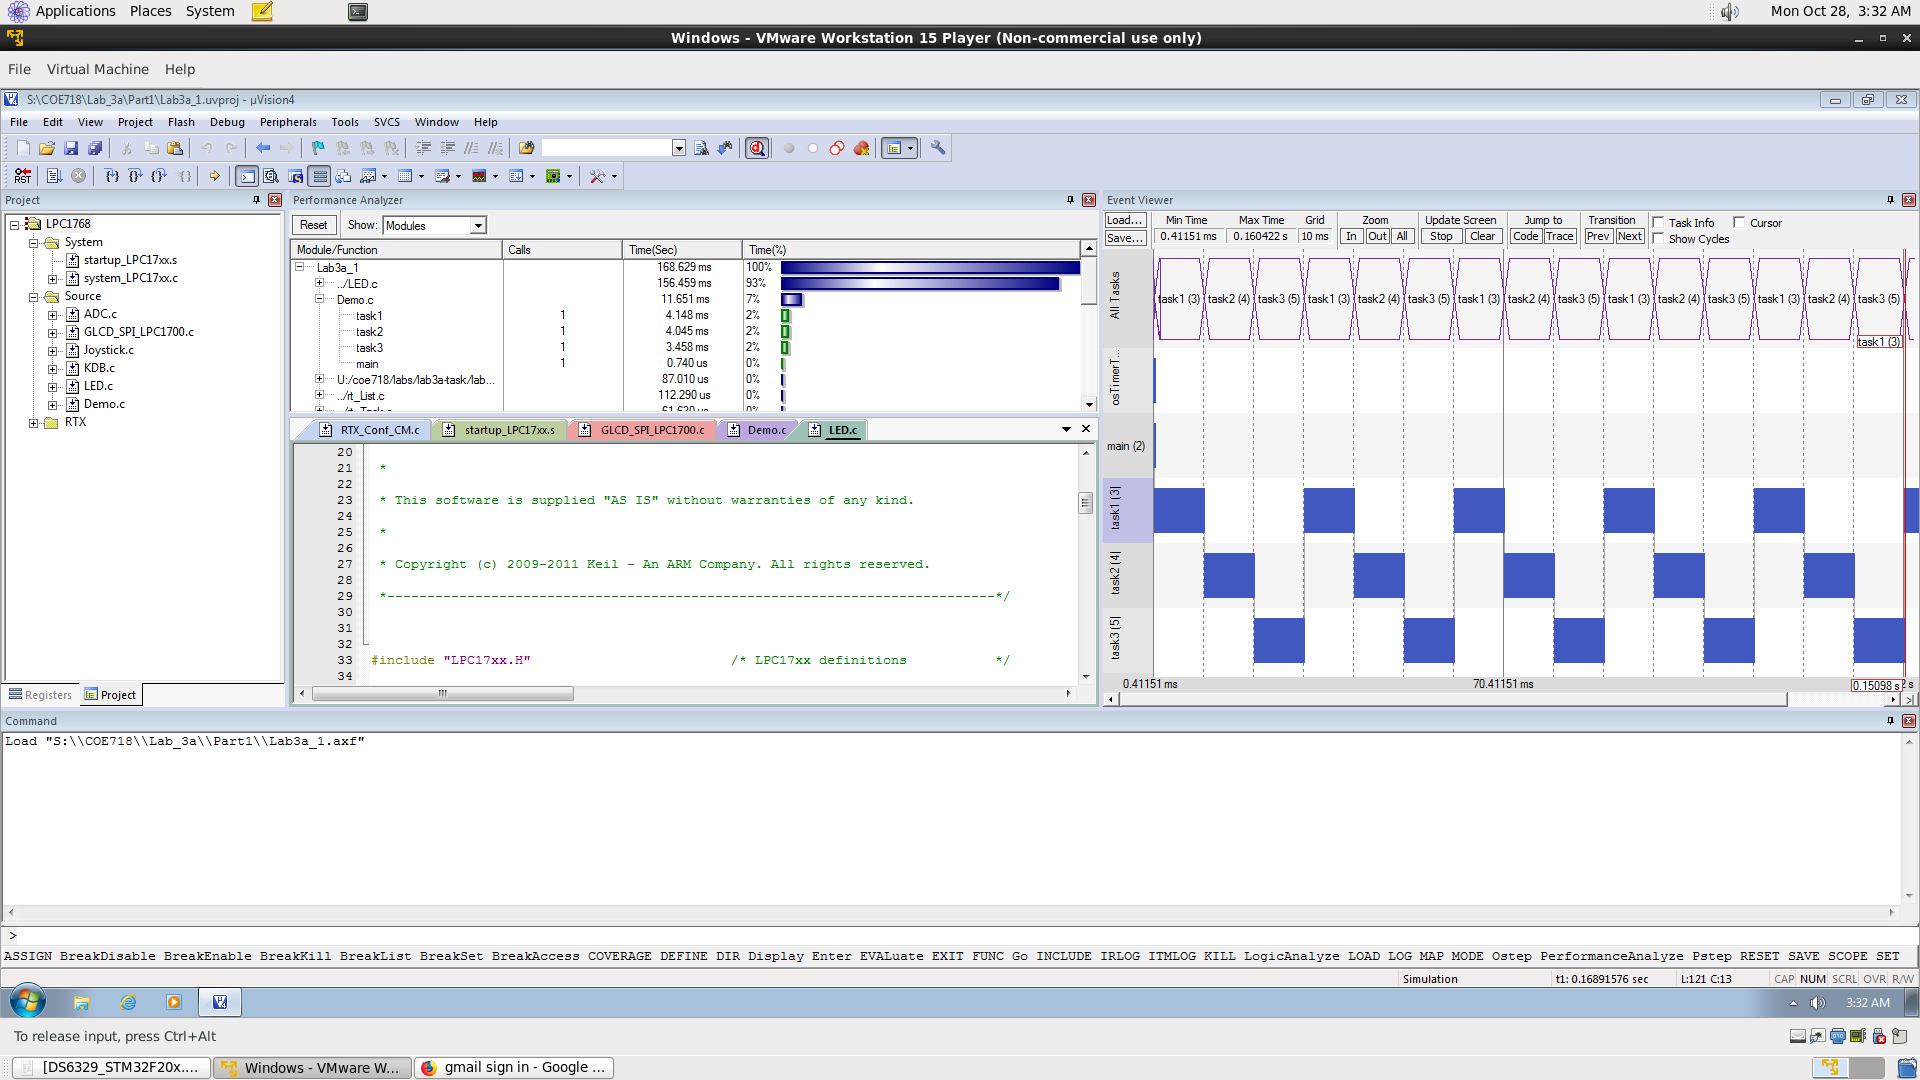 Applications Places System
Mon Oct 28, 3:32 AM
Windows - VMware Workstation 15 Player (Non-commercial use only)
File Virtual Machine Help
S:\COE718\Lab_3a\Part1\Lab3a_1.uvproj - µVision4
File Edit View Project Flash Debug Peripherals Tools SVCS Window Help
RST
Project
LPC1768
System
startup_LPC17xx.s
system_LPC17xx.c
Source
ADC.c
GLCD_SPI_LPC1700.c
Joystick.c
KDB.c
LED.c
Demo.c
RTX
Registers Project
Performance Analyzer
Reset Show: Modules
Module/Function Calls Time(Sec) Time(%)
Lab3a_1 168.629 ms 100%
../LED.c 156.459 ms 93%
Demo.c 11.651 ms 7%
task1 1 4.148 ms 2%
task2 1 4.045 ms 2%
task3 1 3.458 ms 2%
main 1 0.740 us 0%
U:/coe718/labs/lab3a-task/lab... 87.010 us 0%
../rt_List.c 112.290 us 0%
../rt_Task.c 61.630 us 0%
RTX_Conf_CM.c startup_LPC17xx.s GLCD_SPI_LPC1700.c Demo.c LED.c
20
21 *
22
23 * This software is supplied "AS IS" without warranties of any kind.
24
25 *
26
27 * Copyright (c) 2009-2011 Keil - An ARM Company. All rights reserved.
28
29 *----------------------------------------------------------------------------*/
30
31
32
33 #include "LPC17xx.H" /* LPC17xx definitions */
34
Event Viewer
Load... Min Time Max Time Grid Zoom Update Screen Jump to Transition Task Info Cursor
Save... 0.41151 ms 0.160422 s 10 ms In Out All Stop Clear Code Trace Prev Next Show Cycles
All Tasks
task1 (3) task2 (4) task3 (5) task1 (3) task2 (4) task3 (5) task1 (3) task2 (4) task3 (5) task1 (3) task2 (4) task3 (5) task1 (3) task2 (4) task3 (5)
task1 (3)
osTimerT...
main (2)
task1 (3)
task2 (4)
task3 (5)
0.41151 ms 70.41151 ms 0.15098 s
Command
Load "S:\\COE718\\Lab_3a\\Part1\\Lab3a_1.axf"
>
ASSIGN BreakDisable BreakEnable BreakKill BreakList BreakSet BreakAccess COVERAGE DEFINE DIR Display Enter EVALuate EXIT FUNC Go INCLUDE IRLOG ITMLOG KILL LogicAnalyze LOAD LOG MAP MODE Ostep PerformanceAnalyze Pstep RESET SAVE SCOPE SET
Simulation t1: 0.16891576 sec L:121 C:13 CAP NUM SCRL OVR R/W
3:32 AM
To release input, press Ctrl+Alt
[DS6329_STM32F20x.... Windows - VMware W... gmail sign in - Google ...